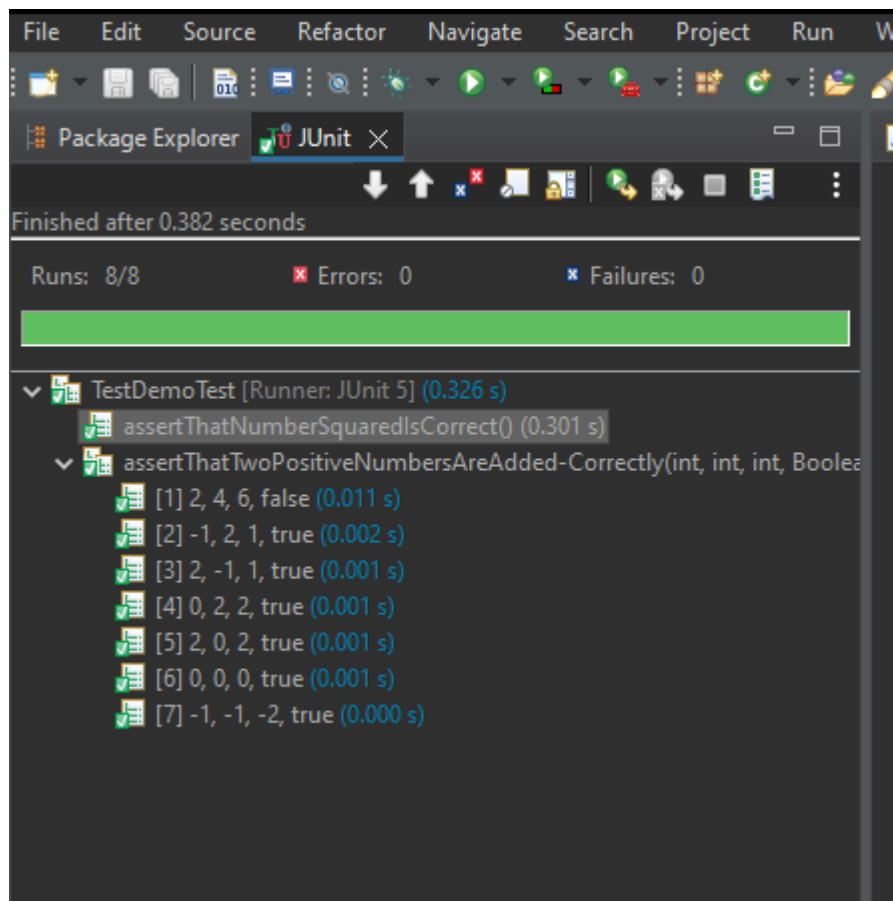 File Edit Source Refactor Navigate Search Project Run
Package Explorer JUnit
Finished after 0.382 seconds
Runs: 8/8 Errors: 0 Failures: 0
TestDemoTest [Runner: JUnit 5] (0.326 s)
assertThatNumberSquaredIsCorrect() (0.301 s)
assertThatTwoPositiveNumbersAreAdded-Correctly(int, int, int, Boolea
[1] 2, 4, 6, false (0.011 s)
[2] -1, 2, 1, true (0.002 s)
[3] 2, -1, 1, true (0.001 s)
[4] 0, 2, 2, true (0.001 s)
[5] 2, 0, 2, true (0.001 s)
[6] 0, 0, 0, true (0.001 s)
[7] -1, -1, -2, true (0.000 s)